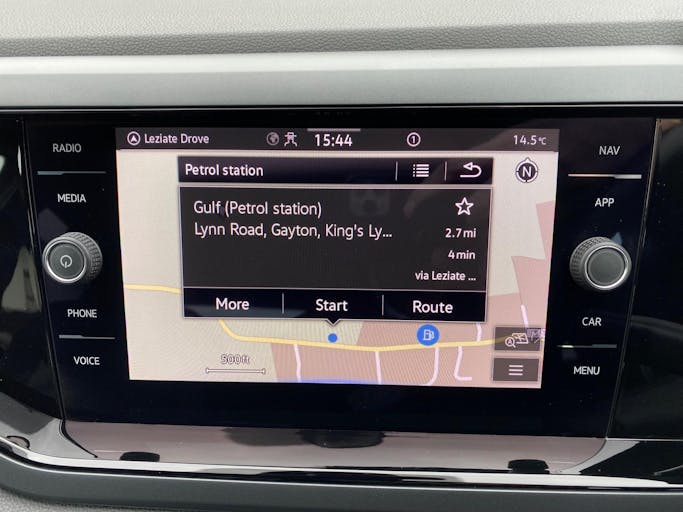 RADIO
MEDIA
PHONE
VOICE
Leziate Drove
15:44
1
14.5°C
Petrol station
N
Gulf (Petrol station)
Lynn Road, Gayton, King's Ly...
2.7 mi
4 min
via Leziate ...
More
Start
Route
500 ft
NAV
APP
CAR
MENU